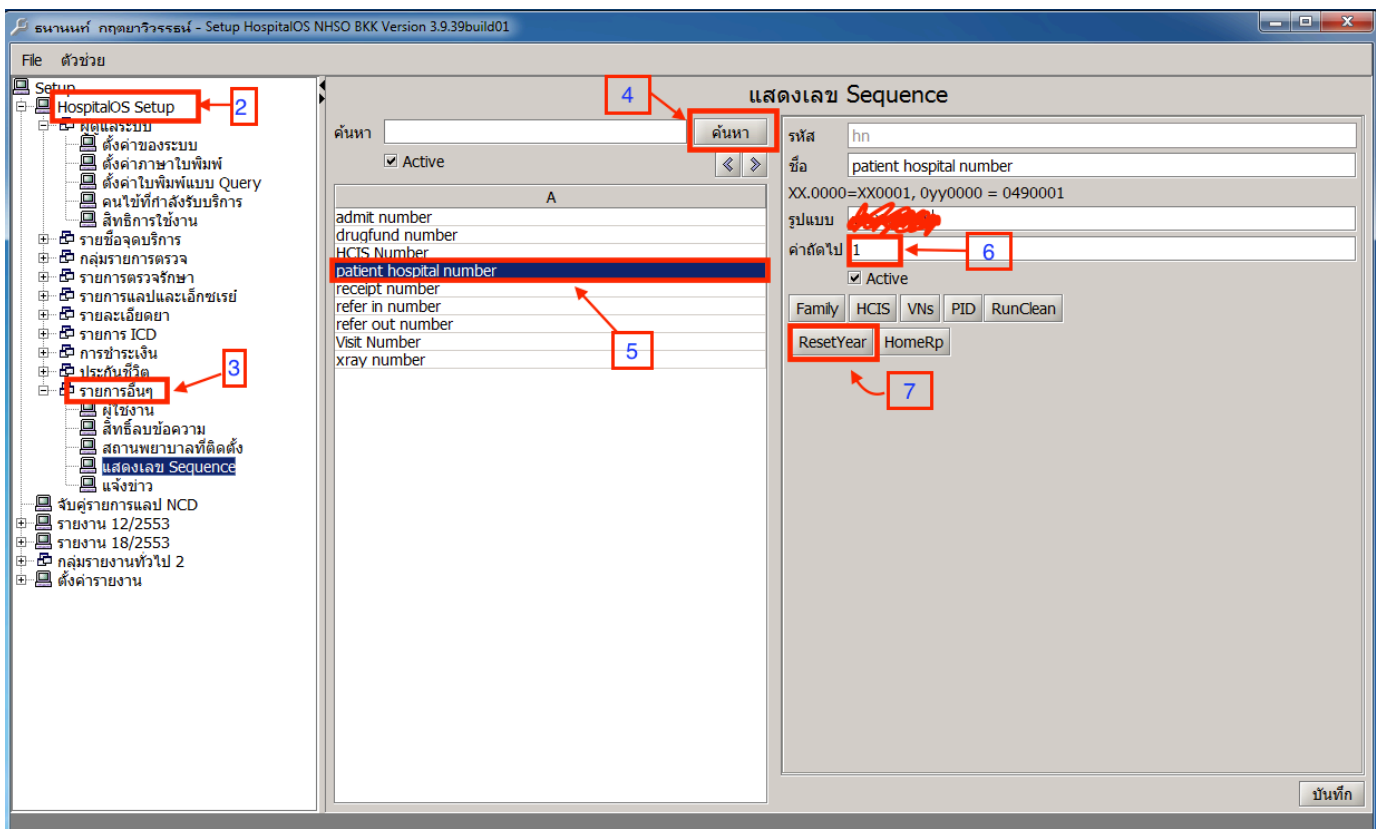 ธนานนท์ กฤตยาวิวรรธน์ - Setup HospitalOS NHSO BKK Version 3.9.39build01
File ตัวช่วย
Setup
HospitalOS Setup
2
ผู้ดูแลระบบ
ตั้งค่าของระบบ
ตั้งค่าภาษาใบพิมพ์
ตั้งค่าใบพิมพ์แบบ Query
คนไข้ที่กำลังรับบริการ
สิทธิการใช้งาน
รายชื่อจุดบริการ
กลุ่มรายการตรวจ
รายการตรวจรักษา
รายการแลปและเอ็กซเรย์
รายละเอียดยา
รายการ ICD
การชำระเงิน
ประกันชีวิต
3
รายการอื่นๆ
ผู้ใช้งาน
สิทธิ์ลบข้อความ
สถานพยาบาลที่ติดตั้ง
แสดงเลข Sequence
แจ้งข่าว
จับคู่รายการแลป NCD
รายงาน 12/2553
รายงาน 18/2553
กลุ่มรายงานทั่วไป 2
ตั้งค่ารายงาน
4
แสดงเลข Sequence
ค้นหา ค้นหา
Active
A
admit number
drugfund number
HCIS Number
patient hospital number
receipt number
refer in number
refer out number
Visit Number
xray number
5
รหัส hn
ชื่อ patient hospital number
XX.0000=XX0001, 0yy0000 = 0490001
รูปแบบ
ค่าถัดไป 1
6
Active
Family HCIS VNs PID RunClean
ResetYear HomeRp
7
บันทึก